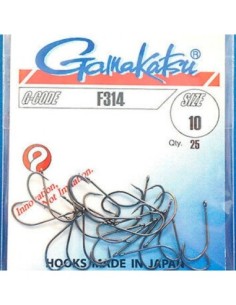 Gamakatsu®
G-CODE
F314
SIZE
10
Qty. 25
Innovation,
Not Imitation.
HOOKS MADE IN JAPAN